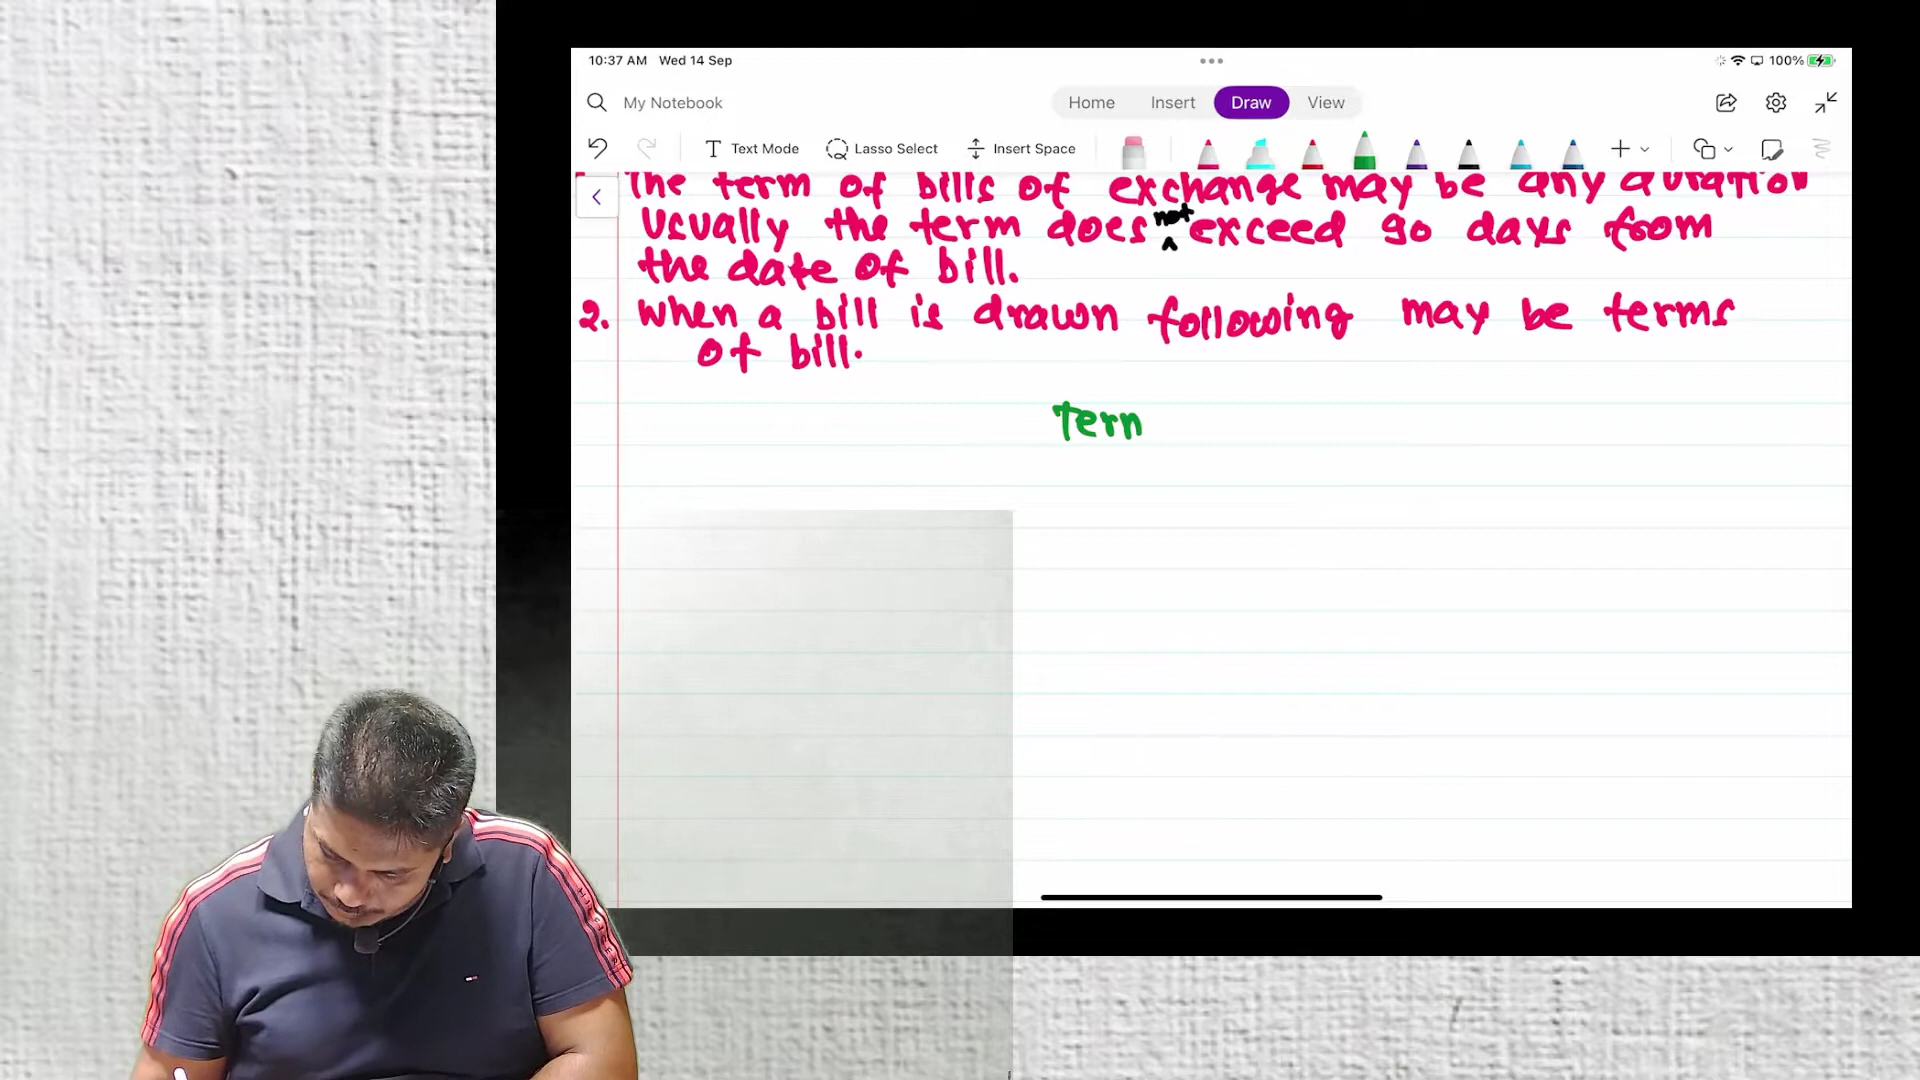 10:37 AM Wed 14 Sep
100%
My Notebook
Home Insert Draw View
Text Mode Lasso Select Insert Space
The term of bills of exchange may be any duration
Usually the term does not exceed 90 days from
the date of bill.
2. When a bill is drawn following may be terms
of bill.
Tern